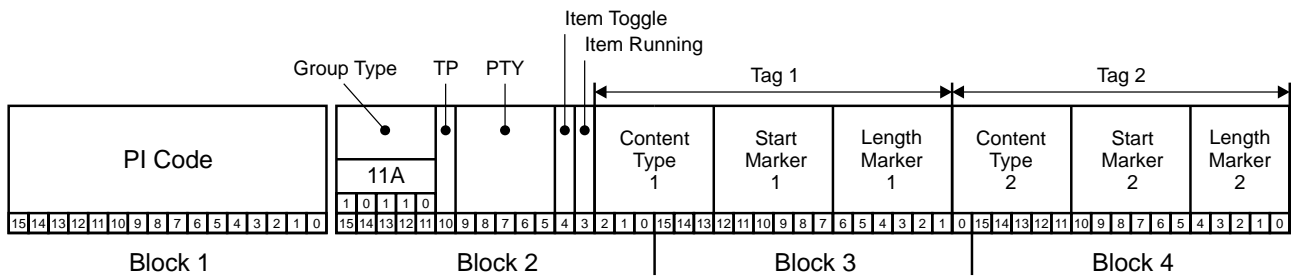 Item Toggle
Item Running
Group Type TP PTY Tag 1 Tag 2
PI Code
Content Type 1
Start Marker 1
Length Marker 1
Content Type 2
Start Marker 2
Length Marker 2
11A
1 0 1 1 0
15 14 13 12 11 10 9 8 7 6 5 4 3 2 1 0 15 14 13 12 11 10 9 8 7 6 5 4 3 2 1 0 15 14 13 12 11 10 9 8 7 6 5 4 3 2 1 0 15 14 13 12 11 10 9 8 7 6 5 4 3 2 1 0
Block 1 Block 2 Block 3 Block 4